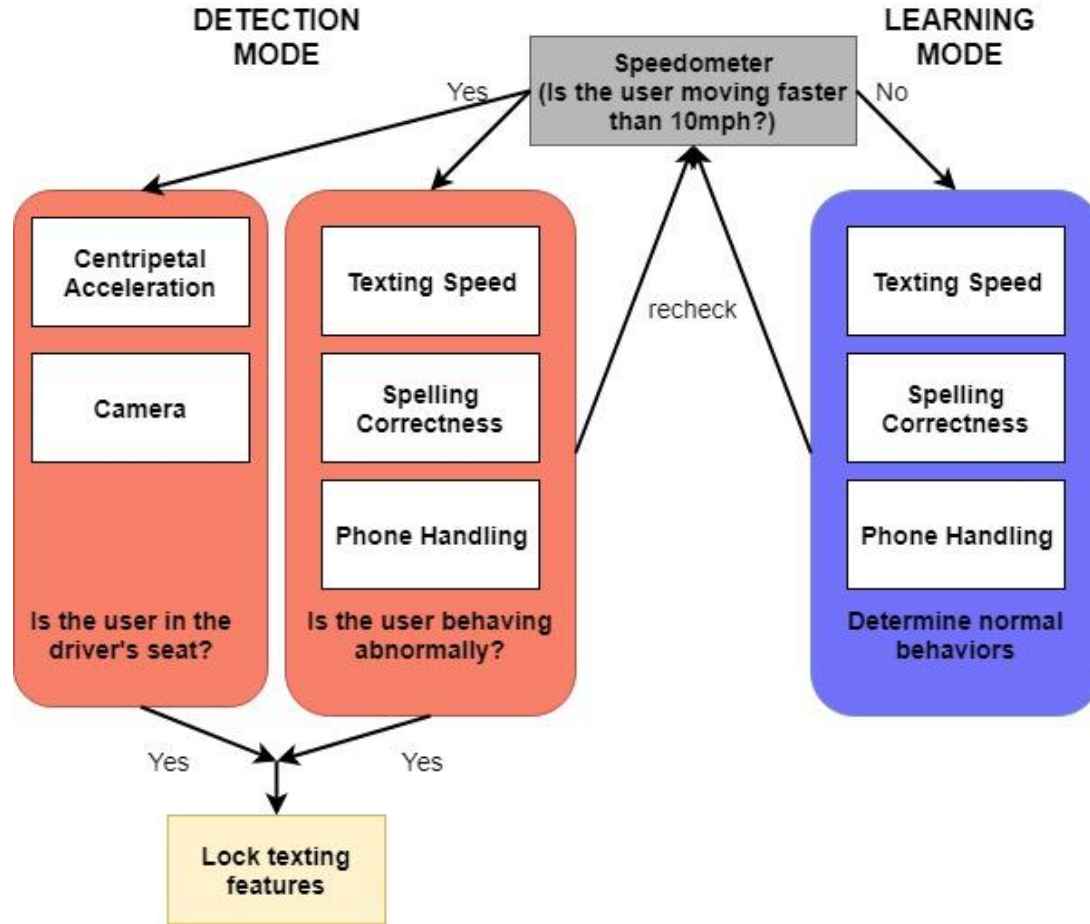 DETECTION
MODE
LEARNING
MODE
Speedometer
(Is the user moving faster
than 10mph?)
Yes
No
Centripetal
Acceleration
Camera
Is the user in the
driver's seat?
Texting Speed
Spelling
Correctness
Phone Handling
Is the user behaving
abnormally?
recheck
Texting Speed
Spelling
Correctness
Phone Handling
Determine normal
behaviors
Yes
Yes
Lock texting
features